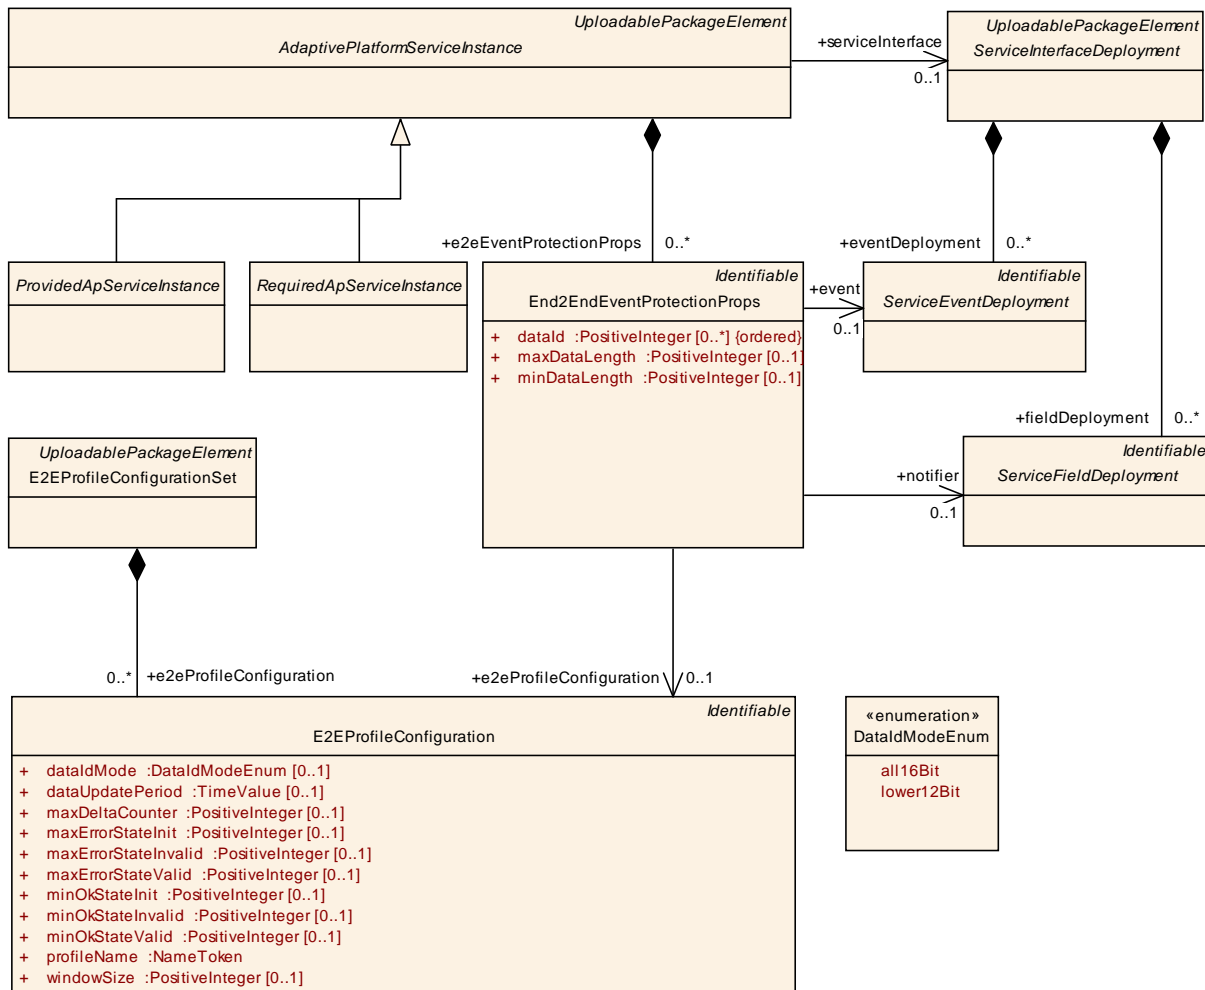 UploadablePackageElement
AdaptivePlatformServiceInstance
+serviceInterface
0..1
UploadablePackageElement
ServiceInterfaceDeployment
+e2eEventProtectionProps
0..*
+eventDeployment
0..*
ProvidedApServiceInstance
RequiredApServiceInstance
Identifiable
End2EndEventProtectionProps
+ dataId :PositiveInteger [0..*] {ordered}
+ maxDataLength :PositiveInteger [0..1]
+ minDataLength :PositiveInteger [0..1]
+event
0..1
Identifiable
ServiceEventDeployment
+fieldDeployment
0..*
UploadablePackageElement
E2EProfileConfigurationSet
+notifier
0..1
Identifiable
ServiceFieldDeployment
0..*
+e2eProfileConfiguration
+e2eProfileConfiguration
0..1
Identifiable
E2EProfileConfiguration
+ dataIdMode :DataIdModeEnum [0..1]
+ dataUpdatePeriod :TimeValue [0..1]
+ maxDeltaCounter :PositiveInteger [0..1]
+ maxErrorStateInit :PositiveInteger [0..1]
+ maxErrorStateInvalid :PositiveInteger [0..1]
+ maxErrorStateValid :PositiveInteger [0..1]
+ minOkStateInit :PositiveInteger [0..1]
+ minOkStateInvalid :PositiveInteger [0..1]
+ minOkStateValid :PositiveInteger [0..1]
+ profileName :NameToken
+ windowSize :PositiveInteger [0..1]
«enumeration»
DataIdModeEnum
all16Bit
lower12Bit